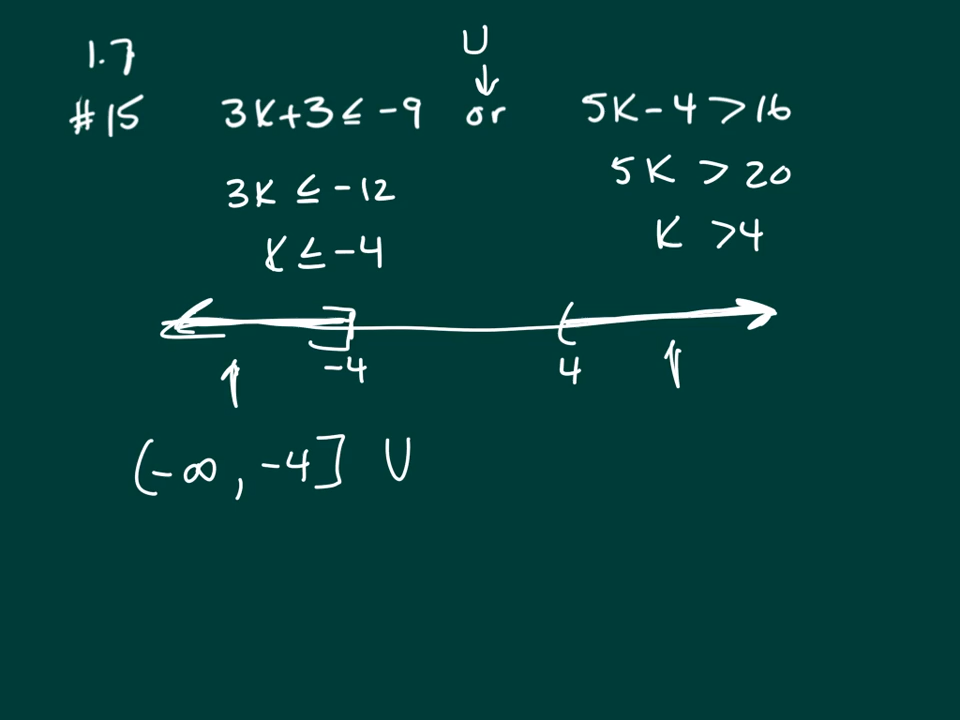 1.7
U
↓
#15 3K+3 ≤ -9 or 5K-4 > 16
3K ≤ -12 5K > 20
K ≤ -4 K > 4
] (
-4 4
(-∞, -4] U